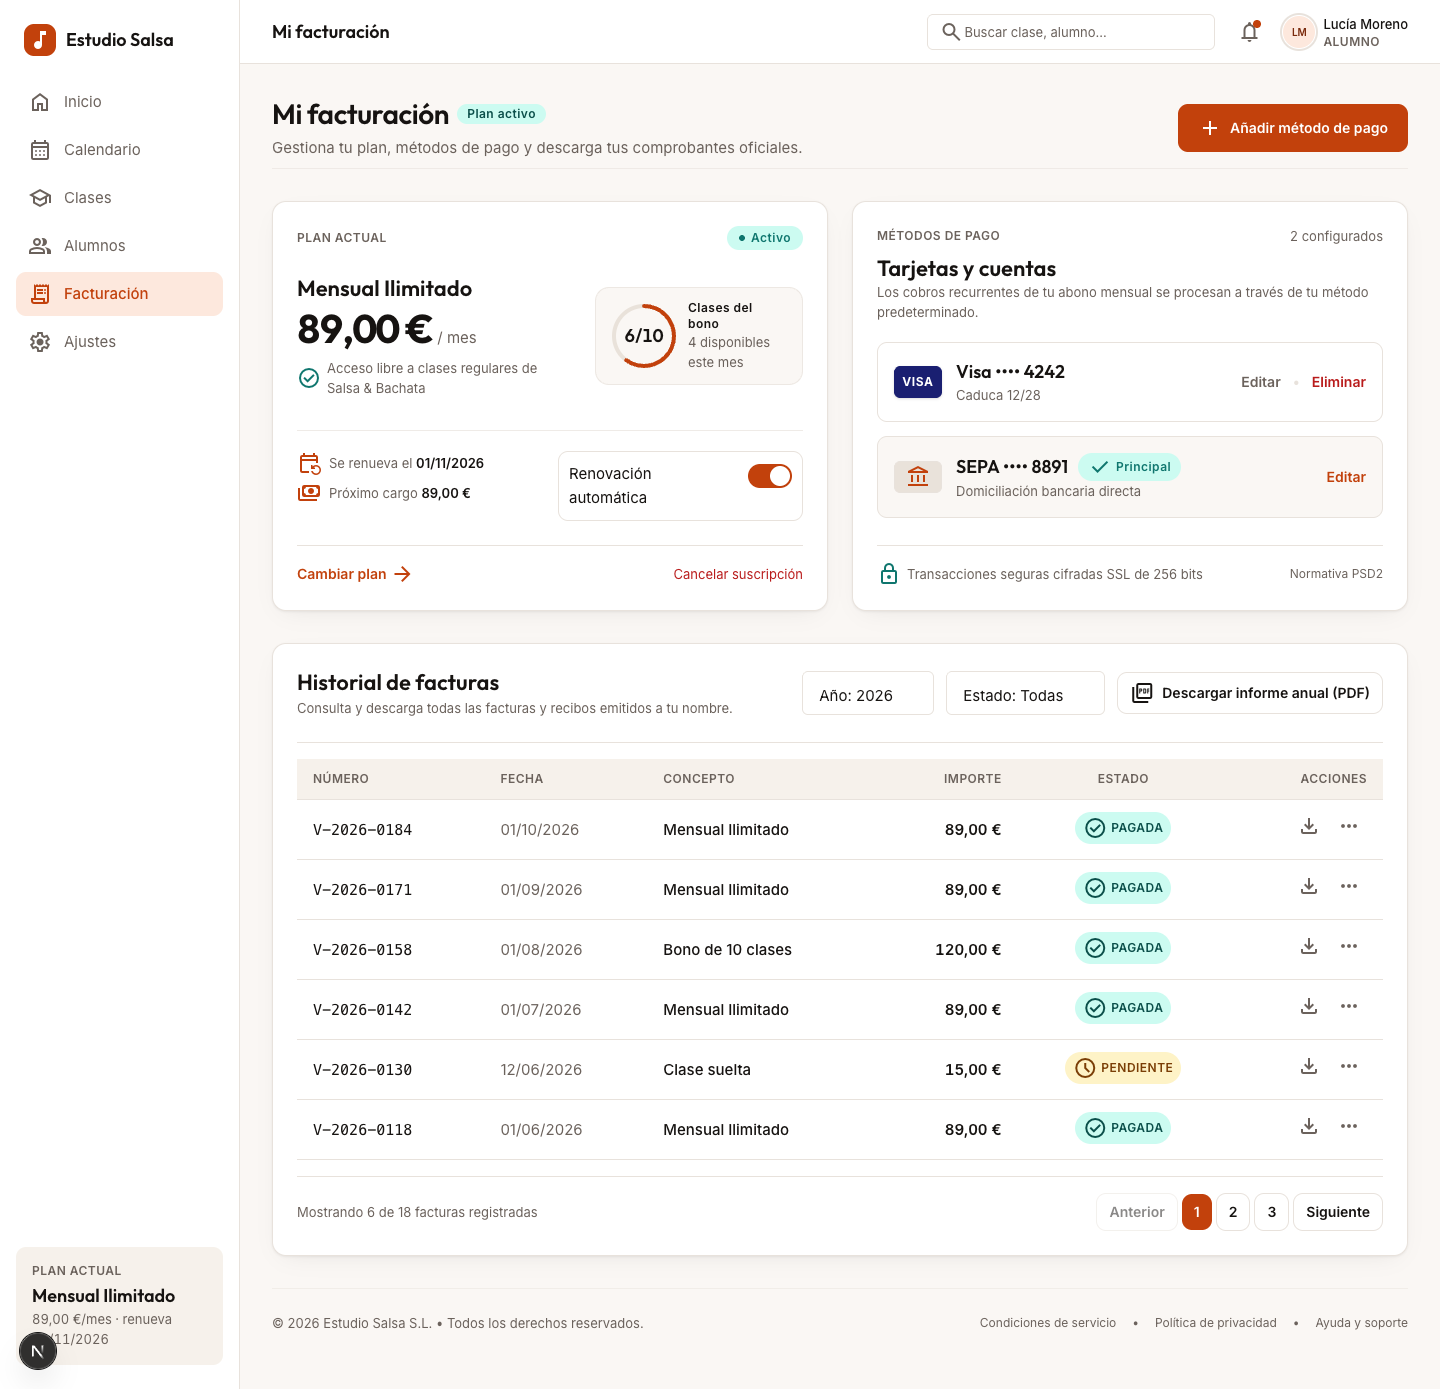 Estudio Salsa
Inicio
Calendario
Clases
Alumnos
Facturación
Ajustes
PLAN ACTUAL
Mensual Ilimitado
89,00 €/mes · renueva
/11/2026
N
Mi facturación
Buscar clase, alumno...
LM
Lucía Moreno
ALUMNO
Mi facturación
Plan activo
Gestiona tu plan, métodos de pago y descarga tus comprobantes oficiales.
Añadir método de pago
PLAN ACTUAL
Activo
Mensual Ilimitado
89,00 € / mes
Acceso libre a clases regulares de
Salsa & Bachata
6/10
Clases del
bono
4 disponibles
este mes
Se renueva el 01/11/2026
Próximo cargo 89,00 €
Renovación
automática
Cambiar plan
Cancelar suscripción
MÉTODOS DE PAGO
2 configurados
Tarjetas y cuentas
Los cobros recurrentes de tu abono mensual se procesan a través de tu método
predeterminado.
VISA
Visa •••• 4242
Caduca 12/28
Editar • Eliminar
SEPA •••• 8891
Principal
Domiciliación bancaria directa
Editar
Transacciones seguras cifradas SSL de 256 bits
Normativa PSD2
Historial de facturas
Consulta y descarga todas las facturas y recibos emitidos a tu nombre.
Año: 2026
Estado: Todas
PDF
Descargar informe anual (PDF)
NÚMERO FECHA CONCEPTO IMPORTE ESTADO ACCIONES
V-2026-0184 01/10/2026 Mensual Ilimitado 89,00 € PAGADA
V-2026-0171 01/09/2026 Mensual Ilimitado 89,00 € PAGADA
V-2026-0158 01/08/2026 Bono de 10 clases 120,00 € PAGADA
V-2026-0142 01/07/2026 Mensual Ilimitado 89,00 € PAGADA
V-2026-0130 12/06/2026 Clase suelta 15,00 € PENDIENTE
V-2026-0118 01/06/2026 Mensual Ilimitado 89,00 € PAGADA
Mostrando 6 de 18 facturas registradas
Anterior 1 2 3 Siguiente
© 2026 Estudio Salsa S.L. • Todos los derechos reservados.
Condiciones de servicio • Política de privacidad • Ayuda y soporte